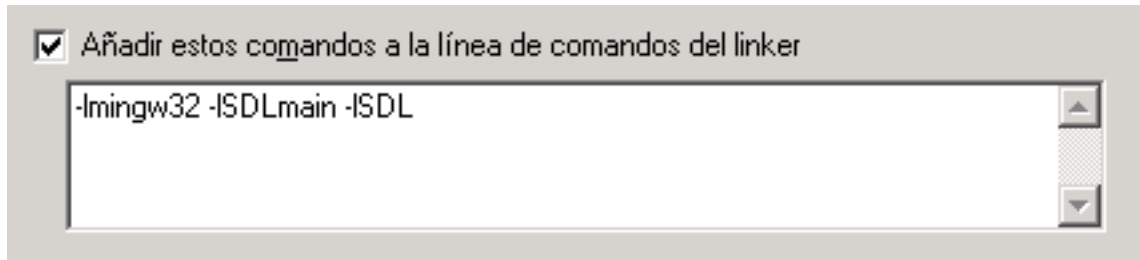 Añadir estos comandos a la línea de comandos del linker
-lmingw32 -lSDLmain -lSDL